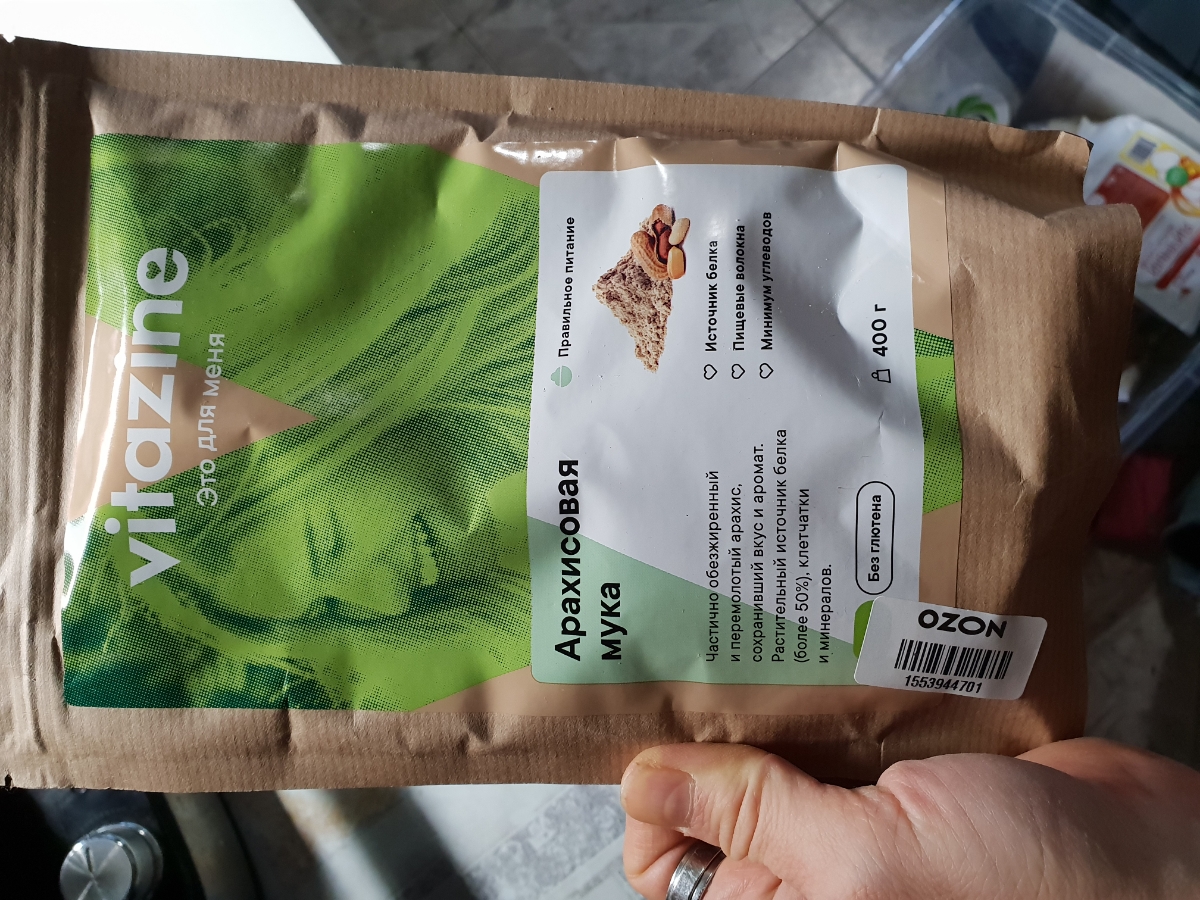 vitazine
Это для меня
Правильное питание
Арахисовая
мука
Источник белка
Пищевые волокна
Минимум углеводов
Частично обезжиренный
и перемолотый арахис,
сохранивший вкус и аромат.
Растительный источник белка
(более 50%), клетчатки
и минералов.
Без глютена
400 г
OZON
1553944701